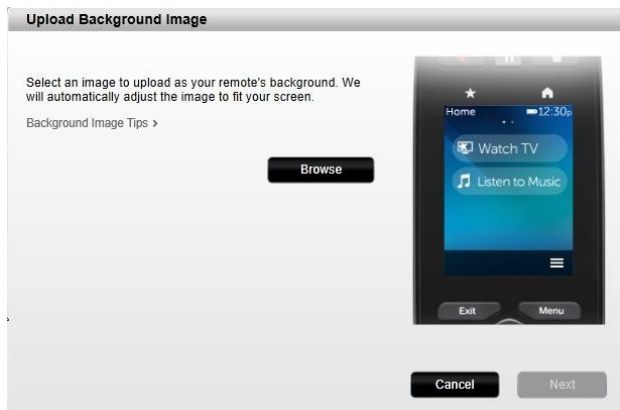 Upload Background Image
Select an image to upload as your remote's background. We
will automatically adjust the image to fit your screen.
Background Image Tips >
Browse
Home 12:30p
Watch TV
Listen to Music
Exit Menu
Cancel Next